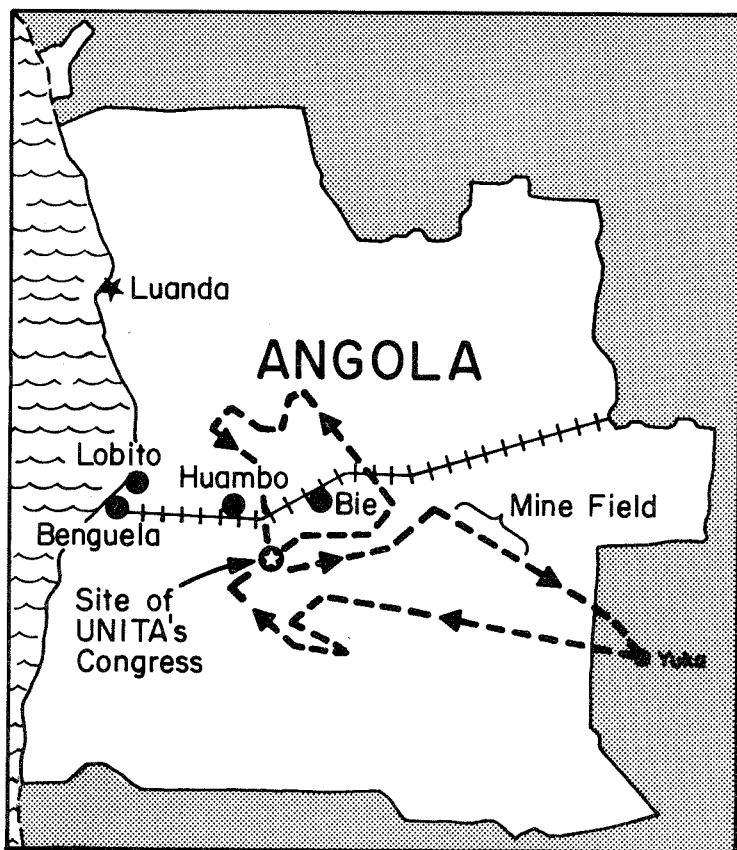 Luanda
ANGOLA
Lobito
Huambo
Bie
Benguela
Mine Field
Site of
UNITA's
Congress
Yuka